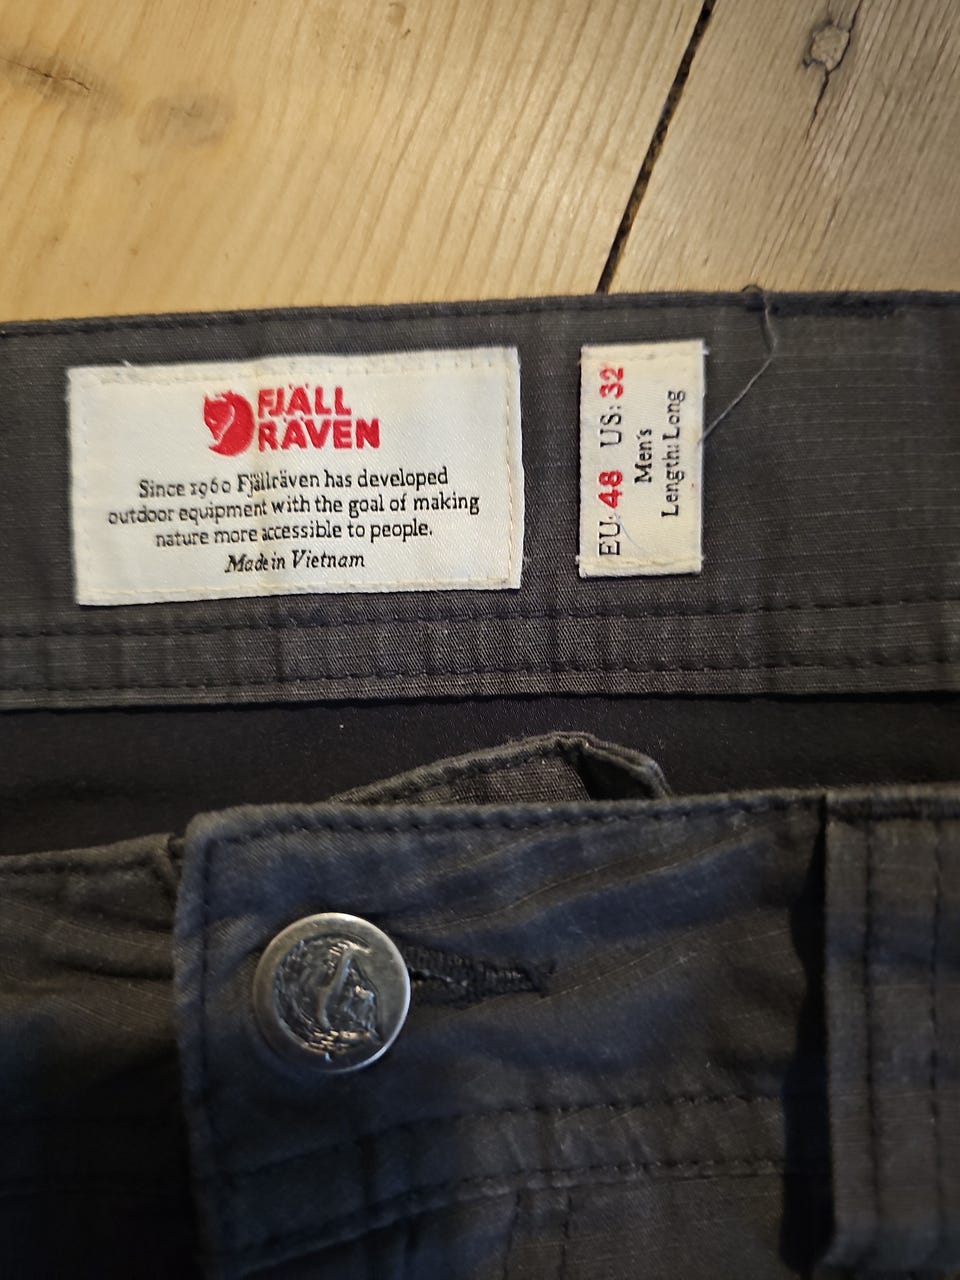 FJÄLL
RÄVEN
Since 1960 Fjällräven has developed
outdoor equipment with the goal of making
nature more accessible to people.
Made in Vietnam
EU: 48 US: 32
Men's
Length: Long